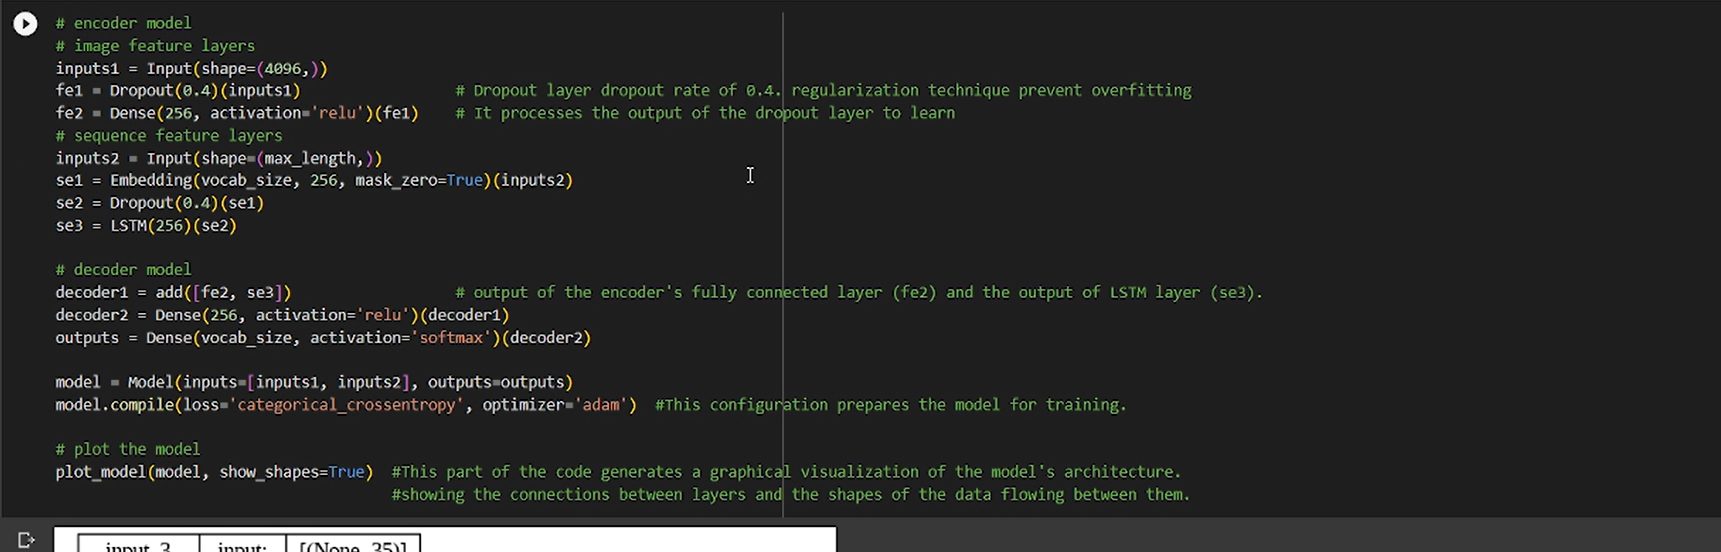 # encoder model
# image feature layers
inputs1 = Input(shape=(4096,))
fe1 = Dropout(0.4)(inputs1) # Dropout layer dropout rate of 0.4. regularization technique prevent overfitting
fe2 = Dense(256, activation='relu')(fe1) # It processes the output of the dropout layer to learn
# sequence feature layers
inputs2 = Input(shape=(max_length,))
se1 = Embedding(vocab_size, 256, mask_zero=True)(inputs2)
se2 = Dropout(0.4)(se1)
se3 = LSTM(256)(se2)
# decoder model
decoder1 = add([fe2, se3]) # output of the encoder's fully connected layer (fe2) and the output of LSTM layer (se3).
decoder2 = Dense(256, activation='relu')(decoder1)
outputs = Dense(vocab_size, activation='softmax')(decoder2)
model = Model(inputs=[inputs1, inputs2], outputs=outputs)
model.compile(loss='categorical_crossentropy', optimizer='adam') #This configuration prepares the model for training.
# plot the model
plot_model(model, show_shapes=True) #This part of the code generates a graphical visualization of the model's architecture.
#showing the connections between layers and the shapes of the data flowing between them.
input_3 input: [(None, 35)]